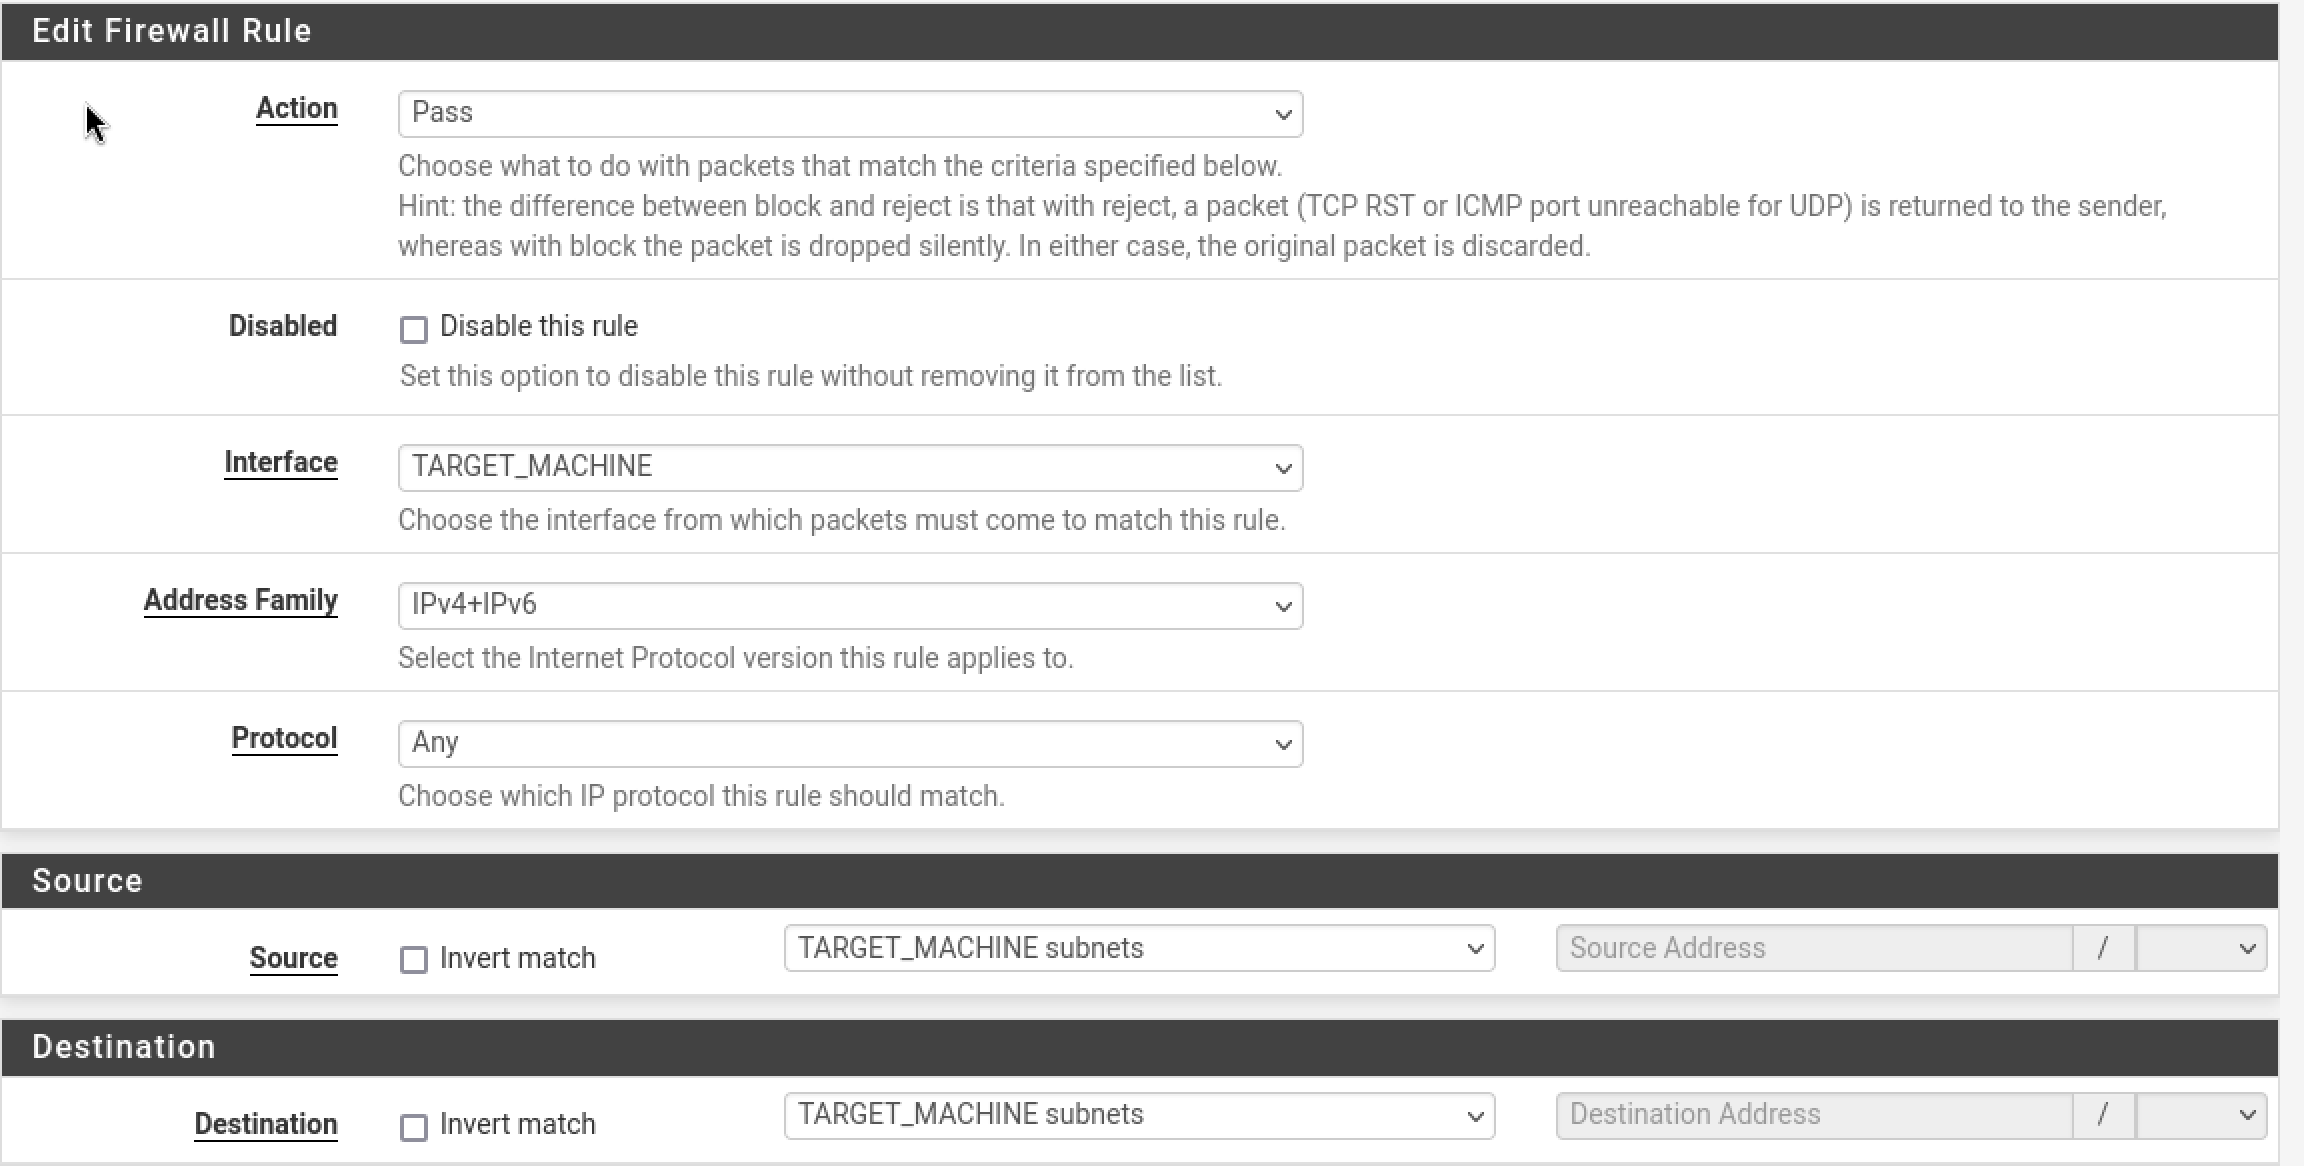 Edit Firewall Rule
Action
Pass
Choose what to do with packets that match the criteria specified below.
Hint: the difference between block and reject is that with reject, a packet (TCP RST or ICMP port unreachable for UDP) is returned to the sender,
whereas with block the packet is dropped silently. In either case, the original packet is discarded.
Disabled
Disable this rule
Set this option to disable this rule without removing it from the list.
Interface
TARGET_MACHINE
Choose the interface from which packets must come to match this rule.
Address Family
IPv4+IPv6
Select the Internet Protocol version this rule applies to.
Protocol
Any
Choose which IP protocol this rule should match.
Source
Source Invert match TARGET_MACHINE subnets Source Address /
Destination
Destination Invert match TARGET_MACHINE subnets Destination Address /